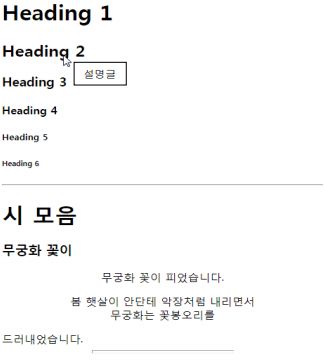 Heading 1
Heading 2
설명글
Heading 3
Heading 4
Heading 5
Heading 6
시 모음
무궁화 꽃이
무궁화 꽃이 피었습니다.
봄 햇살이 안단테 악장처럼 내리면서
무궁화는 꽃봉오리를
드러내었습니다.